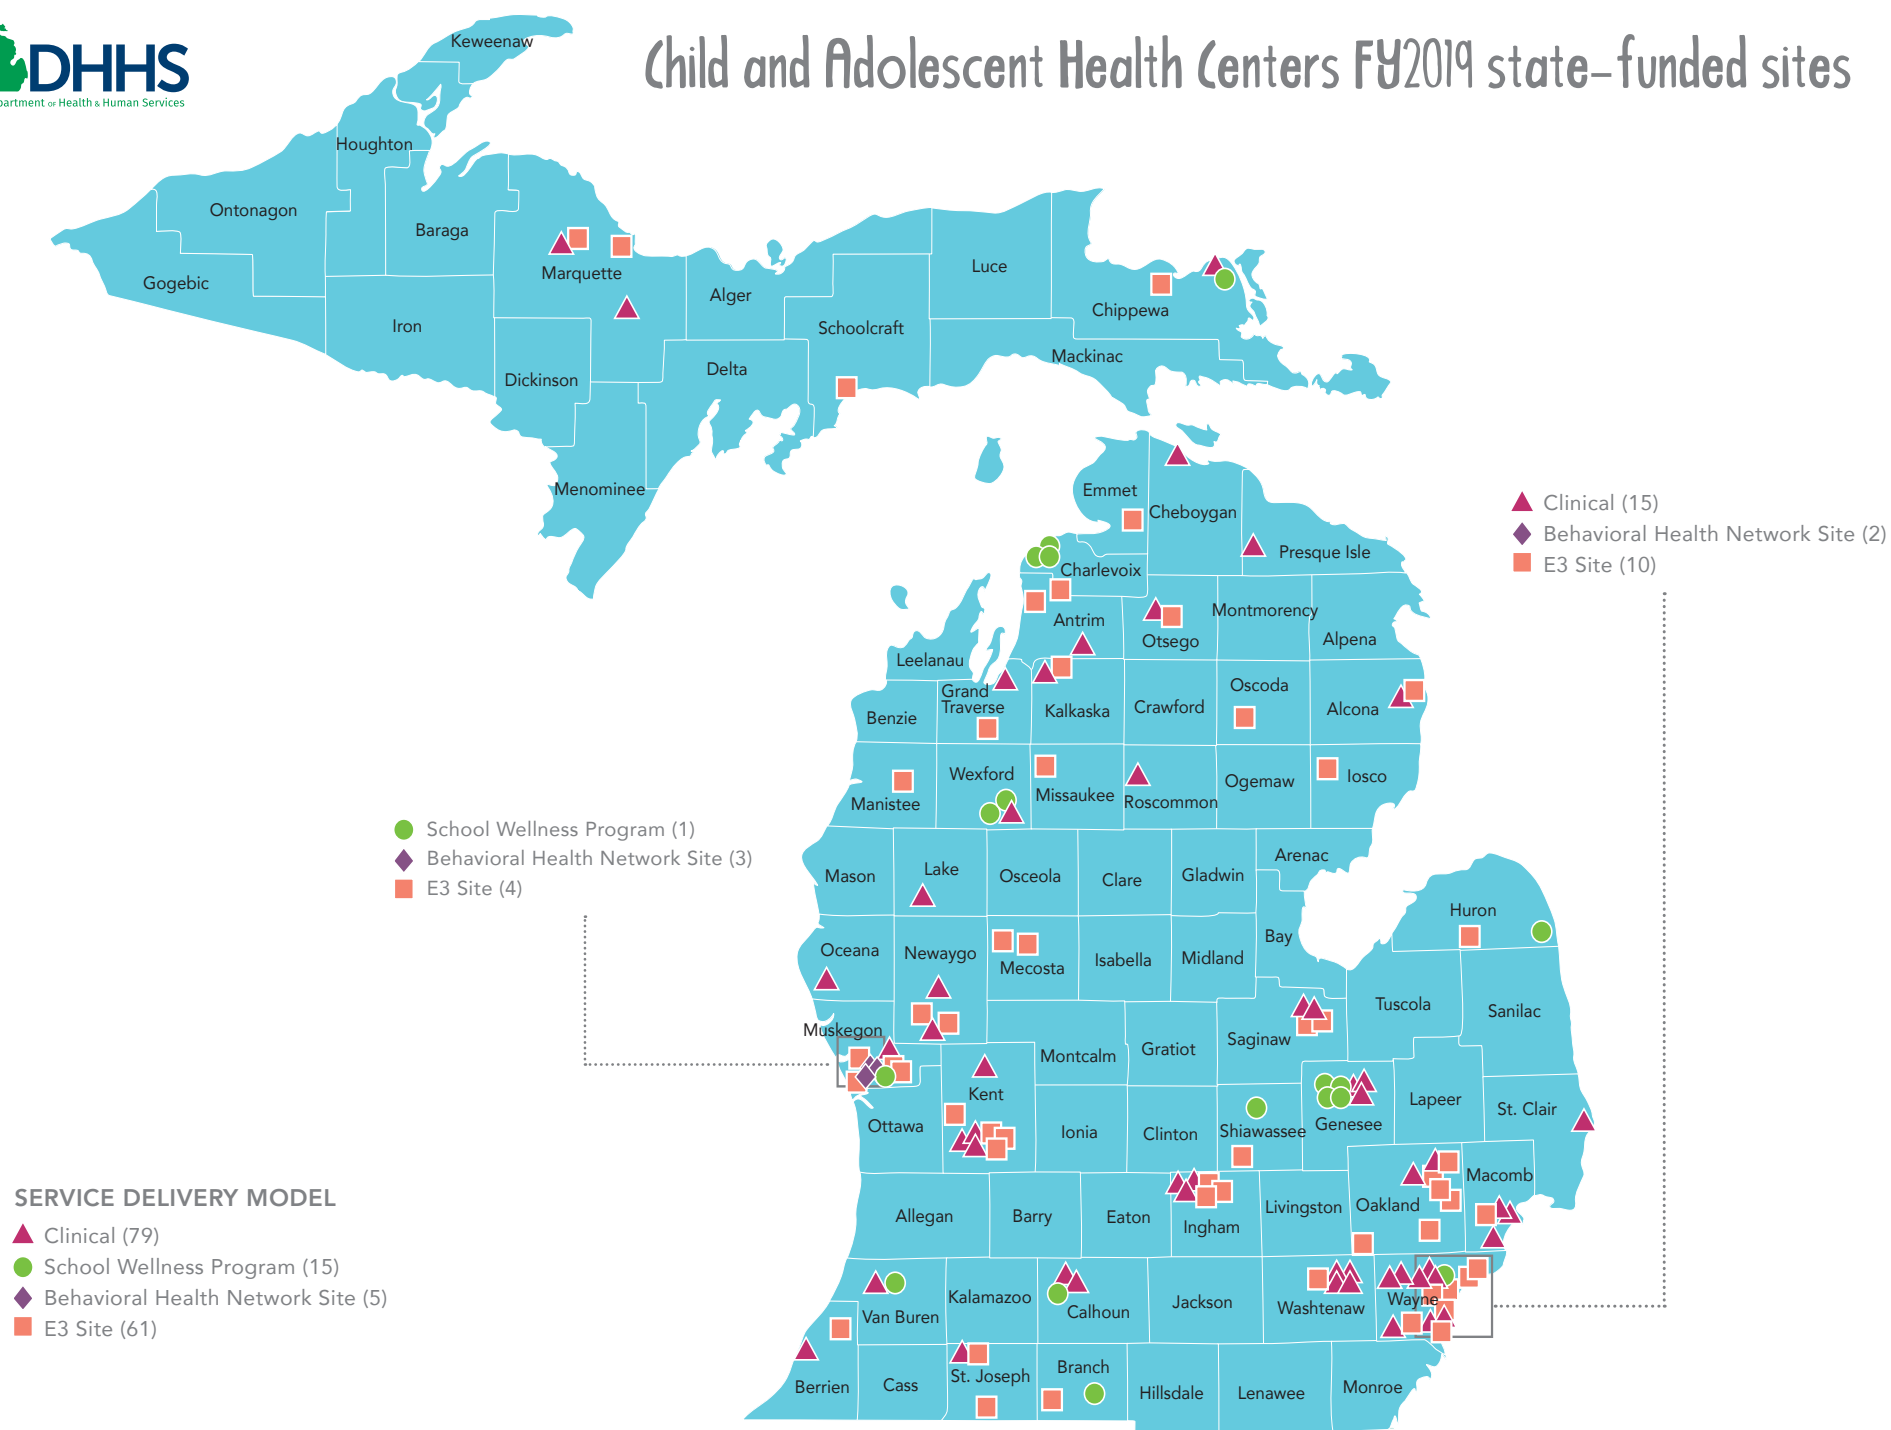 DHHS
Child and Adolescent Health Centers FY2019 state-funded sites
partment of Health & Human Services
Keweenaw
Houghton
Ontonagon
Baraga
Gogebic
Marquette
Iron
Alger
Luce
Chippewa
Schoolcraft
Mackinac
Delta
Dickinson
Menominee
Emmet
Cheboygan
Presque Isle
Charlevoix
Antrim
Otsego
Montmorency
Alpena
Leelanau
Grand
Traverse
Benzie
Kalkaska
Crawford
Oscoda
Alcona
Manistee
Wexford
Missaukee
Roscommon
Ogemaw
Iosco
Clinical (15)
Behavioral Health Network Site (2)
E3 Site (10)
School Wellness Program (1)
Behavioral Health Network Site (3)
E3 Site (4)
Mason
Lake
Osceola
Clare
Gladwin
Arenac
Huron
Oceana
Newaygo
Mecosta
Isabella
Midland
Bay
Tuscola
Sanilac
Muskegon
Montcalm
Gratiot
Saginaw
Kent
Ottawa
Ionia
Clinton
Shiawassee
Genesee
Lapeer
St. Clair
Allegan
Barry
Eaton
Ingham
Livingston
Oakland
Macomb
Van Buren
Kalamazoo
Calhoun
Jackson
Washtenaw
Wayne
Berrien
Cass
St. Joseph
Branch
Hillsdale
Lenawee
Monroe
SERVICE DELIVERY MODEL
Clinical (79)
School Wellness Program (15)
Behavioral Health Network Site (5)
E3 Site (61)